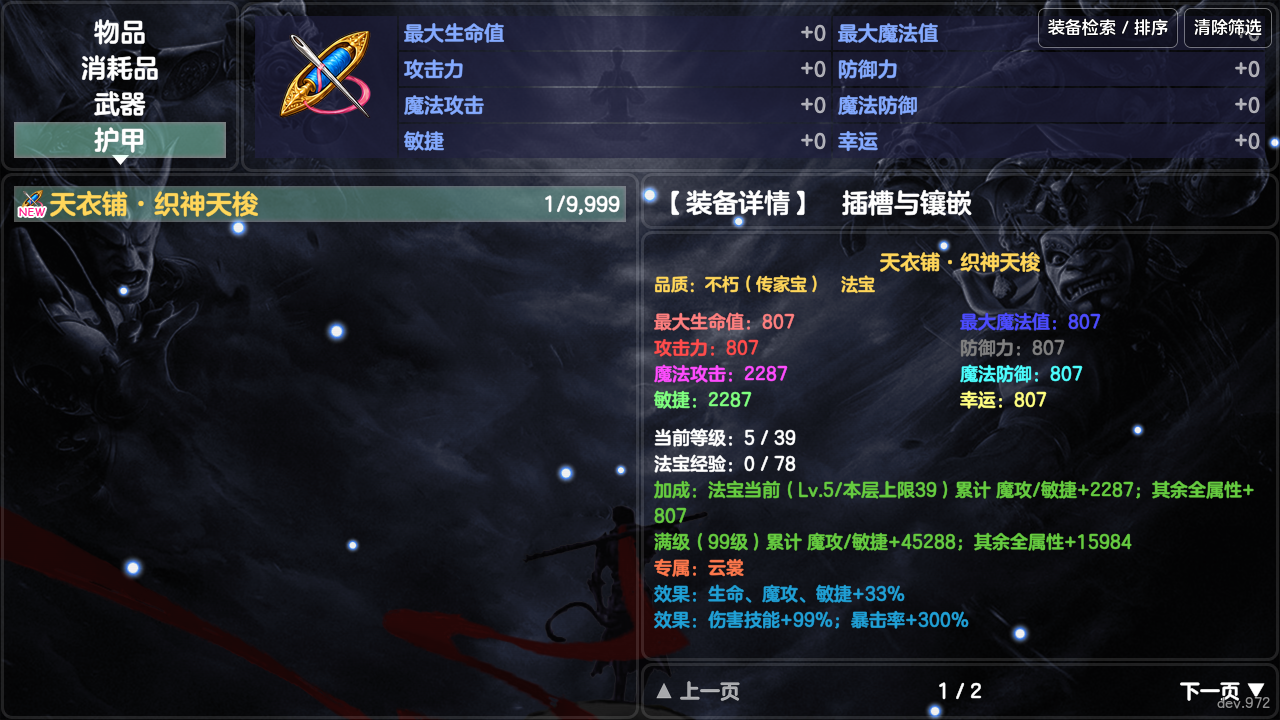 物品
消耗品
武器
护甲
最大生命值 +0 最大魔法值
攻击力 +0 防御力 +0
魔法攻击 +0 魔法防御 +0
敏捷 +0 幸运 +0
装备检索 / 排序 清除筛选
NEW 天衣铺·织神天梭 1/9,999
【装备详情】 插槽与镶嵌
天衣铺·织神天梭
品质：不朽（传家宝） 法宝
最大生命值：807 最大魔法值：807
攻击力：807 防御力：807
魔法攻击：2287 魔法防御：807
敏捷：2287 幸运：807
当前等级：5 / 39
法宝经验：0 / 78
加成：法宝当前（Lv.5/本层上限39）累计 魔攻/敏捷+2287；其余全属性+
807
满级（99级）累计 魔攻/敏捷+45288；其余全属性+15984
专属：云裳
效果：生命、魔攻、敏捷+33%
效果：伤害技能+99%；暴击率+300%
▲ 上一页 1 / 2 下一页 ▼
dev.972